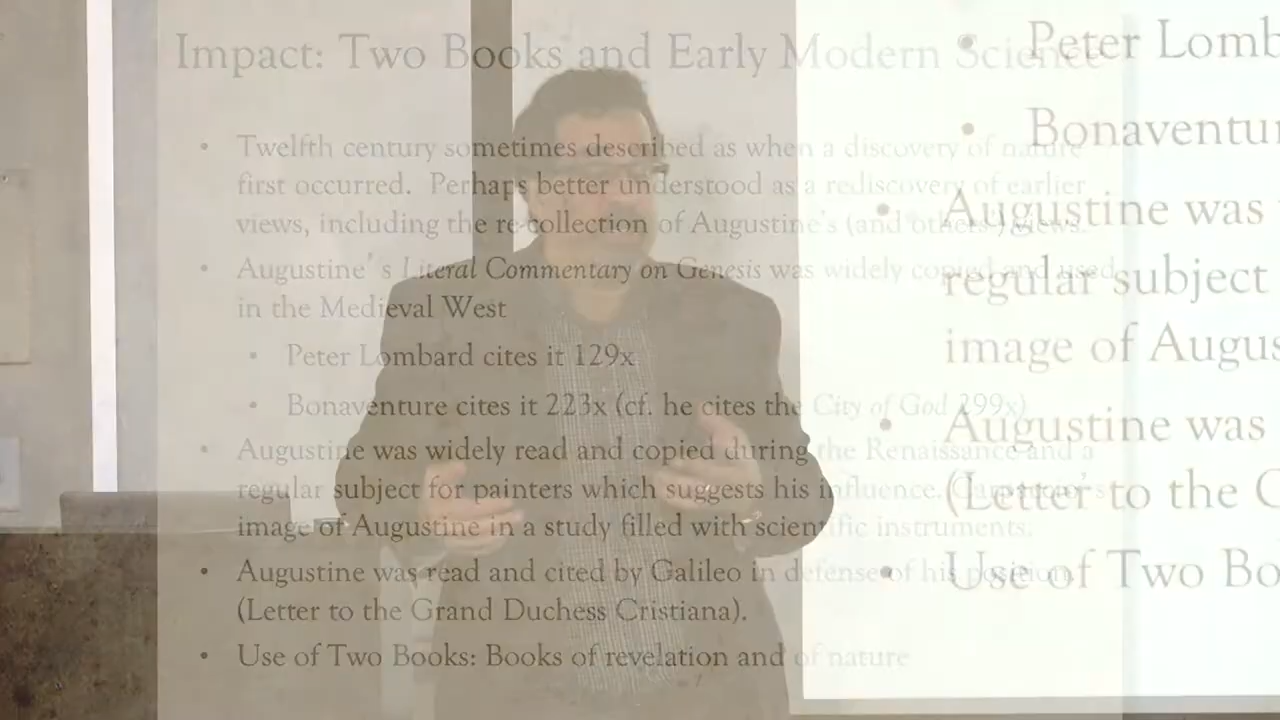 Impact: Two Books and Early Modern Science
• Twelfth century sometimes described as when a discovery of nature
first occurred. Perhaps better understood as a rediscovery of earlier
views, including the re-collection of Augustine's (and others') views.
• Augustine's Literal Commentary on Genesis was widely copied and used
in the Medieval West
• Peter Lombard cites it 129x
• Bonaventure cites it 223x (cf. he cites the City of God 299x)
• Augustine was widely read and copied during the Renaissance and a
regular subject for painters which suggests his influence. Carpaccio's
image of Augustine in a study filled with scientific instruments.
• Augustine was read and cited by Galileo in defense of his position
(Letter to the Grand Duchess Cristiana).
• Use of Two Books: Books of revelation and of nature
• Peter Lomb
• Bonaventu
• Augustine was
regular subject
image of Augus
• Augustine was
(Letter to the
• Use of Two Bo